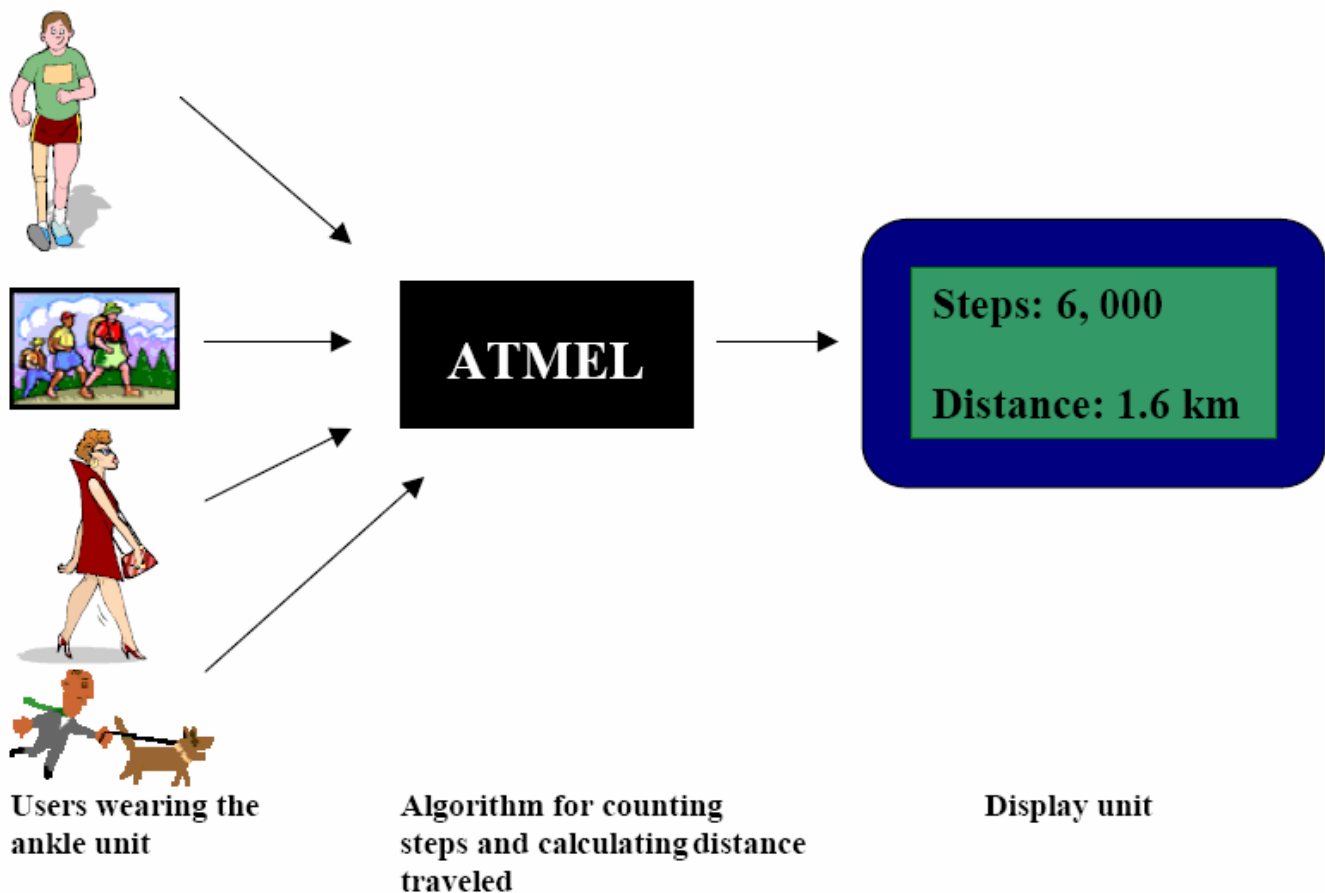 ATMEL
Steps: 6, 000
Distance: 1.6 km
Users wearing the
ankle unit
Algorithm for counting
steps and calculating distance
traveled
Display unit